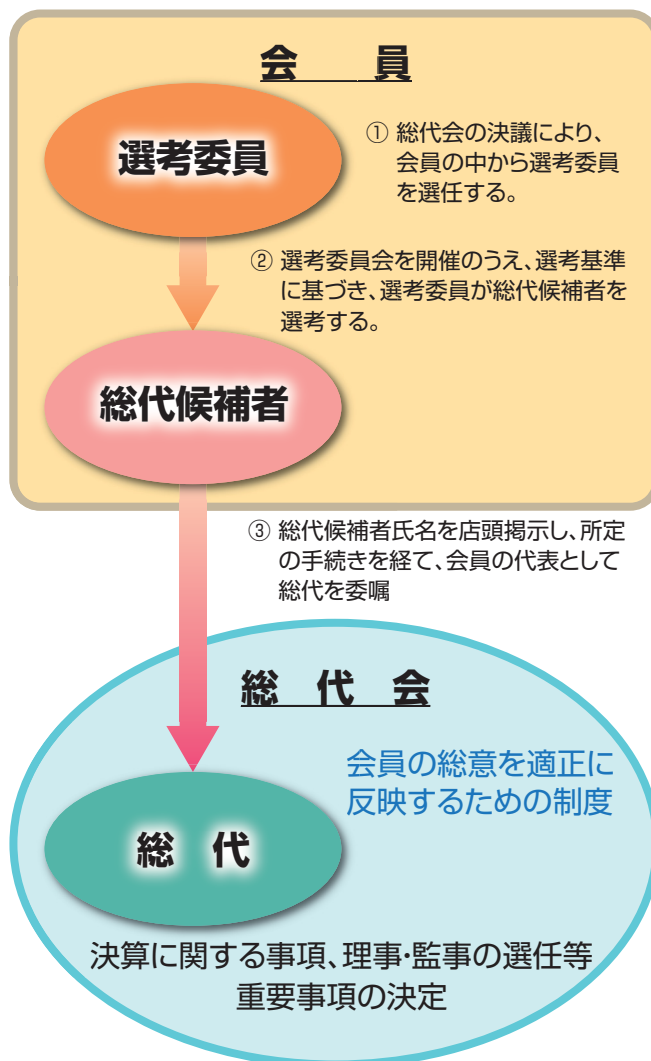 会　員
選考委員
① 総代会の決議により、
会員の中から選考委員
を選任する。
② 選考委員会を開催のうえ、選考基準
に基づき、選考委員が総代候補者を
選考する。
総代候補者
③ 総代候補者氏名を店頭掲示し、所定
の手続きを経て、会員の代表として
総代を委嘱
総　代　会
会員の総意を適正に
反映するための制度
総　代
決算に関する事項、理事・監事の選任等
重要事項の決定